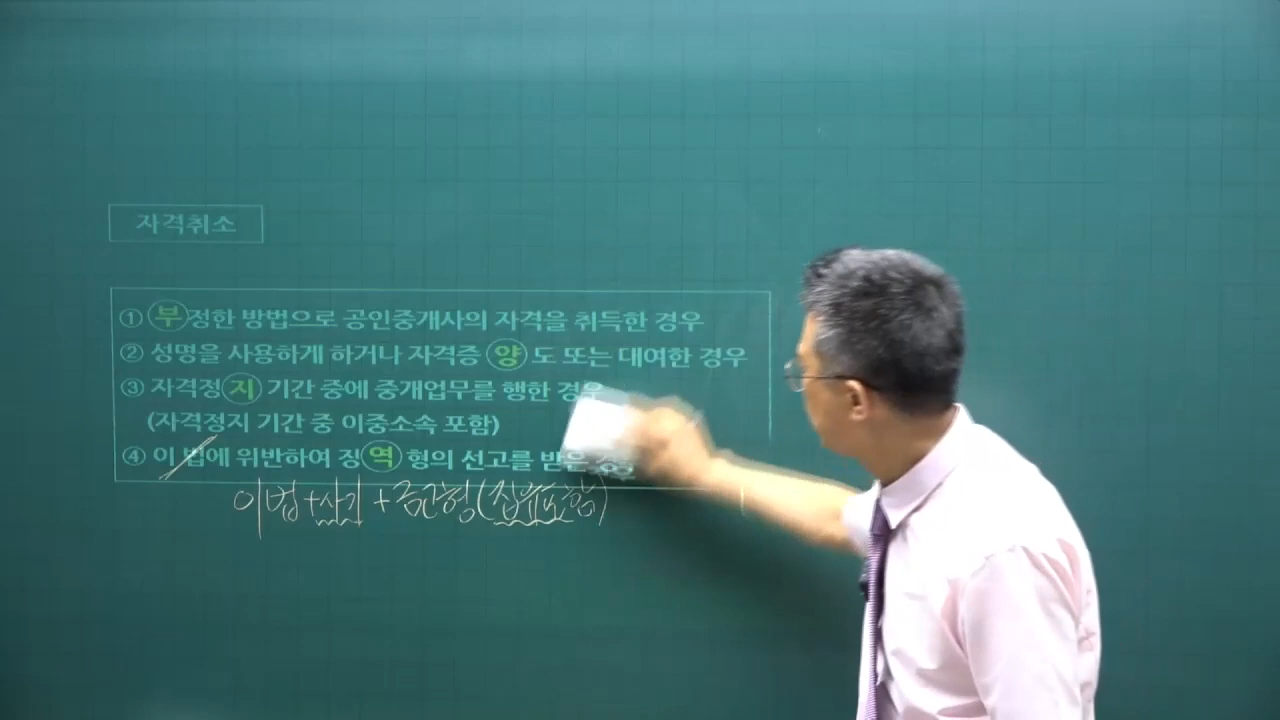 자격취소
① 부정한 방법으로 공인중개사의 자격을 취득한 경우
② 성명을 사용하게 하거나 자격증 양 도 또는 대여한 경우
③ 자격정지 기간 중에 중개업무를 행한 경우
(자격정지 기간 중 이중소속 포함)
④ 이 법에 위반하여 징역 형의 선고를 받은
이법+사기+금고형(집유포함)